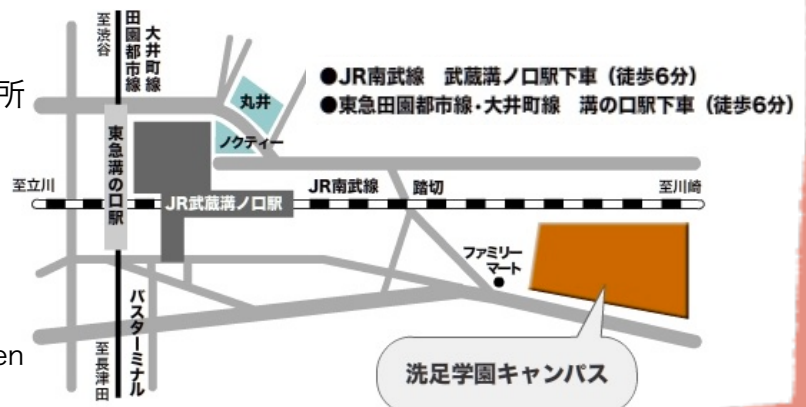 至渋谷
田園都市線
大井町線
所
●JR南武線 武蔵溝ノ口駅下車（徒歩6分）
●東急田園都市線・大井町線 溝の口駅下車（徒歩6分）
丸井
ノクティー
東急溝の口駅
至立川
JR武蔵溝ノ口駅
JR南武線
踏切
至川崎
ファミリー
マート
バスターミナル
至長津田
en
洗足学園キャンパス